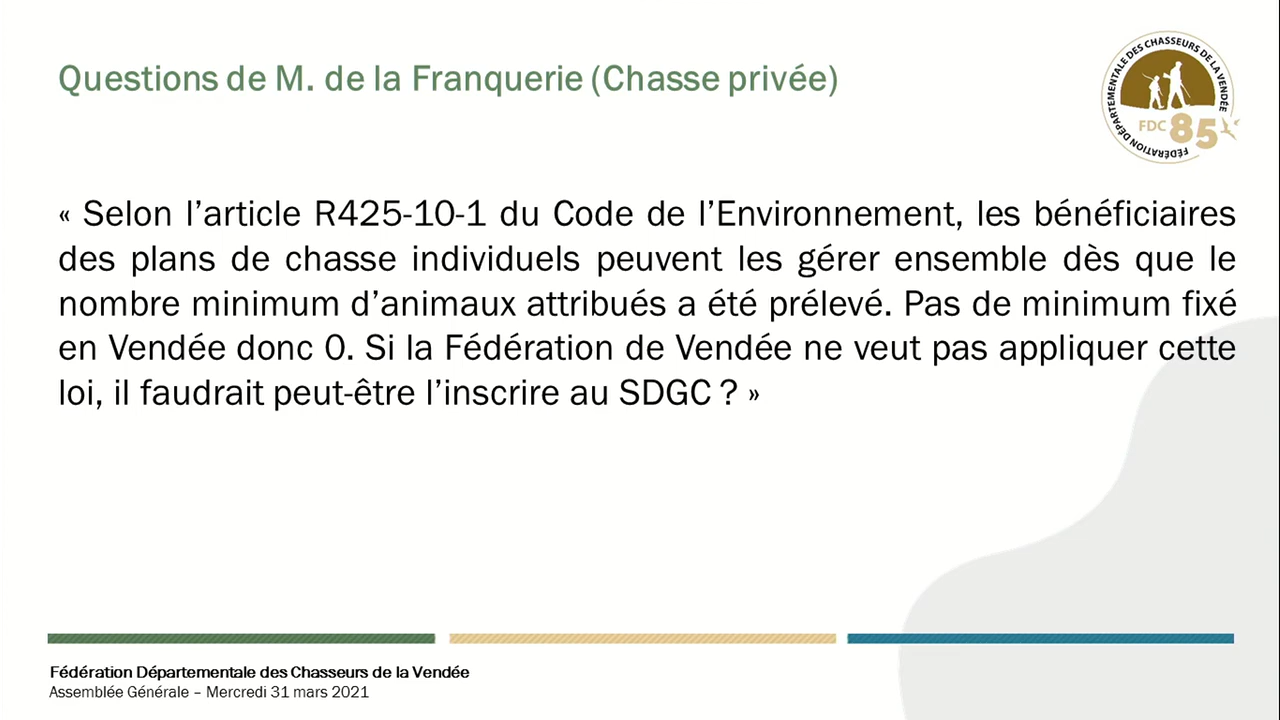 Questions de M. de la Franquerie (Chasse privée)
FÉDÉRATION DÉPARTEMENTALE DES CHASSEURS DE LA VENDÉE
FDC 85
« Selon l’article R425-10-1 du Code de l’Environnement, les bénéficiaires
des plans de chasse individuels peuvent les gérer ensemble dès que le
nombre minimum d’animaux attribués a été prélevé. Pas de minimum fixé
en Vendée donc 0. Si la Fédération de Vendée ne veut pas appliquer cette
loi, il faudrait peut-être l’inscrire au SDGC ? »
Fédération Départementale des Chasseurs de la Vendée
Assemblée Générale – Mercredi 31 mars 2021